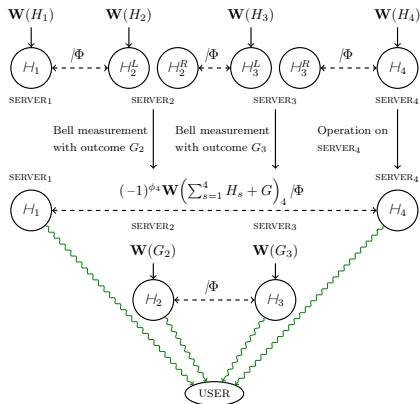 W(H₁) W(H₂) W(H₃) W(H₄)
/Φ /Φ /Φ
H₁ H₂ᴸ H₂ᴿ H₃ᴸ H₃ᴿ H₄
SERVER₁ SERVER₂ SERVER₃ SERVER₄
Bell measurement Bell measurement Operation on
with outcome G₂ with outcome G₃ SERVER₄
SERVER₁ SERVER₄
(−1)^{ϕ₄} W(∑⁴ₛ₌₁ Hₛ + G)₄ /Φ
H₁ H₄
SERVER₂ SERVER₃
W(G₂) W(G₃)
/Φ
H₂ H₃
USER